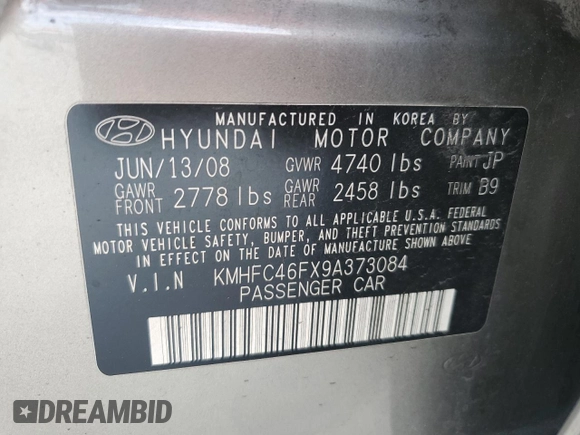 MANUFACTURED IN KOREA BY
HYUNDAI MOTOR COMPANY
JUN/13/08 GVWR 4740 lbs PAINT JP
GAWR FRONT 2778 lbs GAWR REAR 2458 lbs TRIM B9
THIS VEHICLE CONFORMS TO ALL APPLICABLE U.S.A. FEDERAL
MOTOR VEHICLE SAFETY, BUMPER, AND THEFT PREVENTION STANDARDS
IN EFFECT ON THE DATE OF MANUFACTURE SHOWN ABOVE.
V.I.N KMHFC46FX9A373084
PASSENGER CAR
DREAMBID